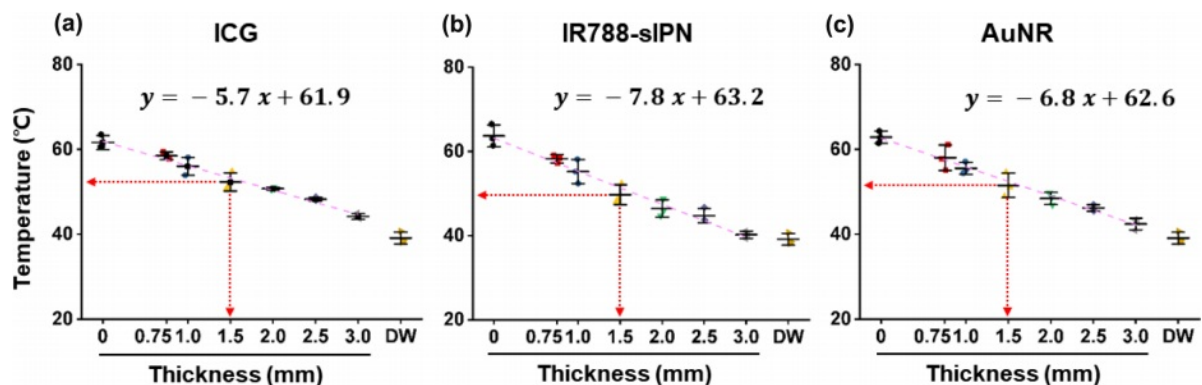 (a) ICG
(b) IR788-sIPN
(c) AuNR
Temperature (°C)
80
60
40
20
y = − 5.7 x + 61.9
0 0.75 1.0 1.5 2.0 2.5 3.0 DW
Thickness (mm)
80
60
40
20
y = − 7.8 x + 63.2
0 0.75 1.0 1.5 2.0 2.5 3.0 DW
Thickness (mm)
80
60
40
20
y = − 6.8 x + 62.6
0 0.75 1.0 1.5 2.0 2.5 3.0 DW
Thickness (mm)